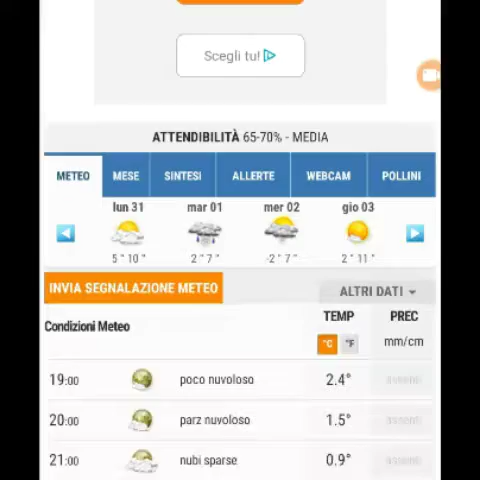 Scegli tu!
ATTENDIBILITÀ 65-70% - MEDIA
METEO MESE SINTESI ALLERTE WEBCAM POLLINI
lun 31 mar 01 mer 02 gio 03
5° 10° 2° 7° -2° 7° 2° 11°
INVIA SEGNALAZIONE METEO
ALTRI DATI
Condizioni Meteo TEMP PREC
°C °F mm/cm
19:00 poco nuvoloso 2.4°
20:00 parz nuvoloso 1.5°
21:00 nubi sparse 0.9°